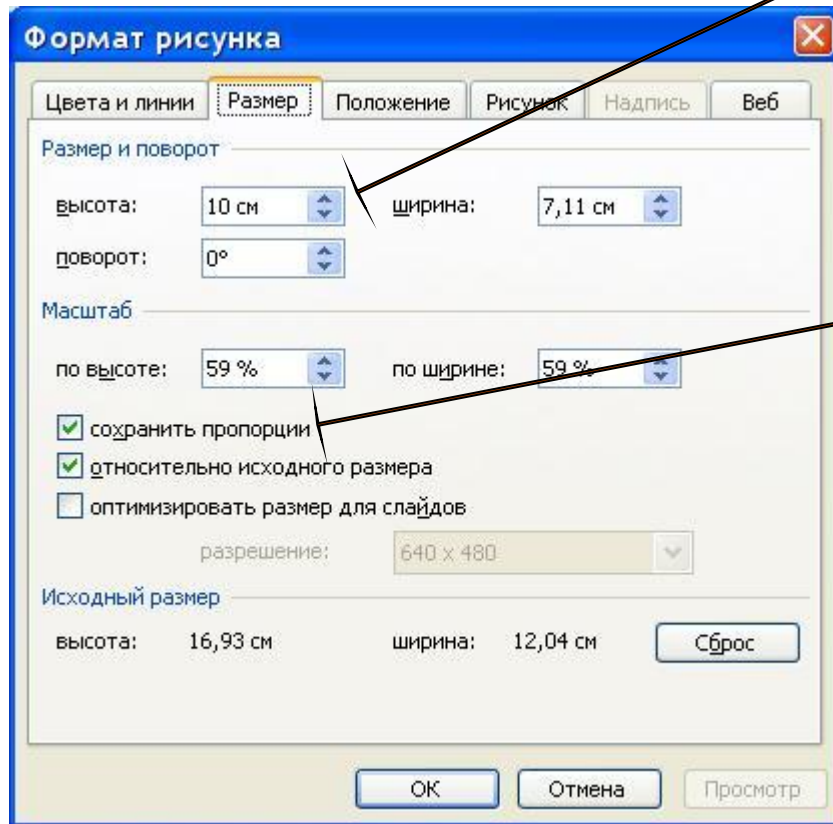 Формат рисунка
Цвета и линии Размер Положение Рисунок Надпись Веб
Размер и поворот
высота: 10 см ширина: 7,11 см
поворот: 0°
Масштаб
по высоте: 59 % по ширине: 59 %
сохранить пропорции
относительно исходного размера
оптимизировать размер для слайдов
разрешение: 640 x 480
Исходный размер
высота: 16,93 см ширина: 12,04 см Сброс
ОК Отмена Просмотр